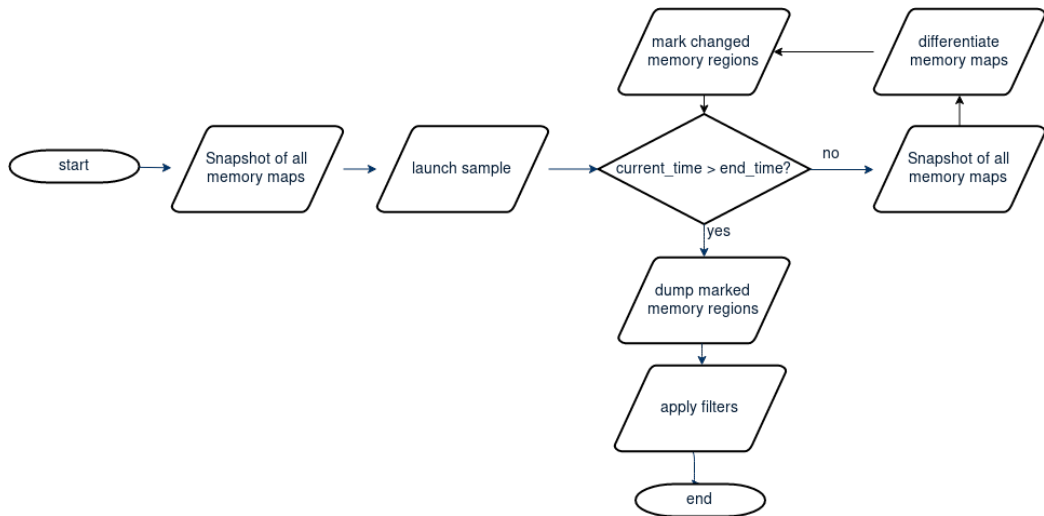 start
Snapshot of all
memory maps
launch sample
current_time > end_time?
no
Snapshot of all
memory maps
differentiate
memory maps
mark changed
memory regions
yes
dump marked
memory regions
apply filters
end